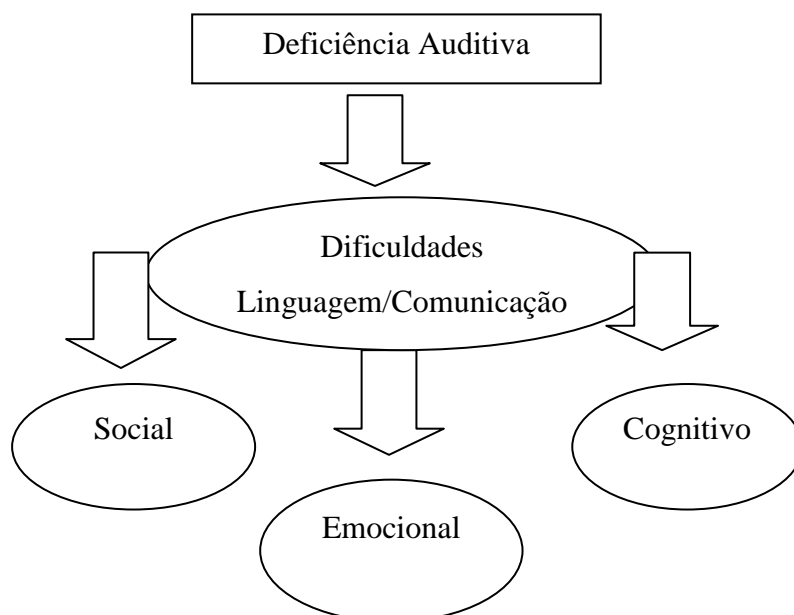 Deficiência Auditiva
Dificuldades
Linguagem/Comunicação
Social
Cognitivo
Emocional